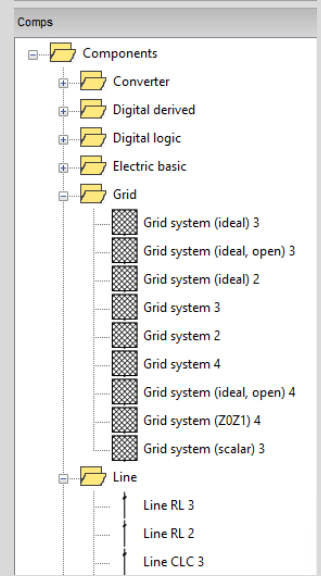 Comps
Components
Converter
Digital derived
Digital logic
Electric basic
Grid
Grid system (ideal) 3
Grid system (ideal, open) 3
Grid system (ideal) 2
Grid system 3
Grid system 2
Grid system 4
Grid system (ideal, open) 4
Grid system (Z0Z1) 4
Grid system (scalar) 3
Line
Line RL 3
Line RL 2
Line CLC 3